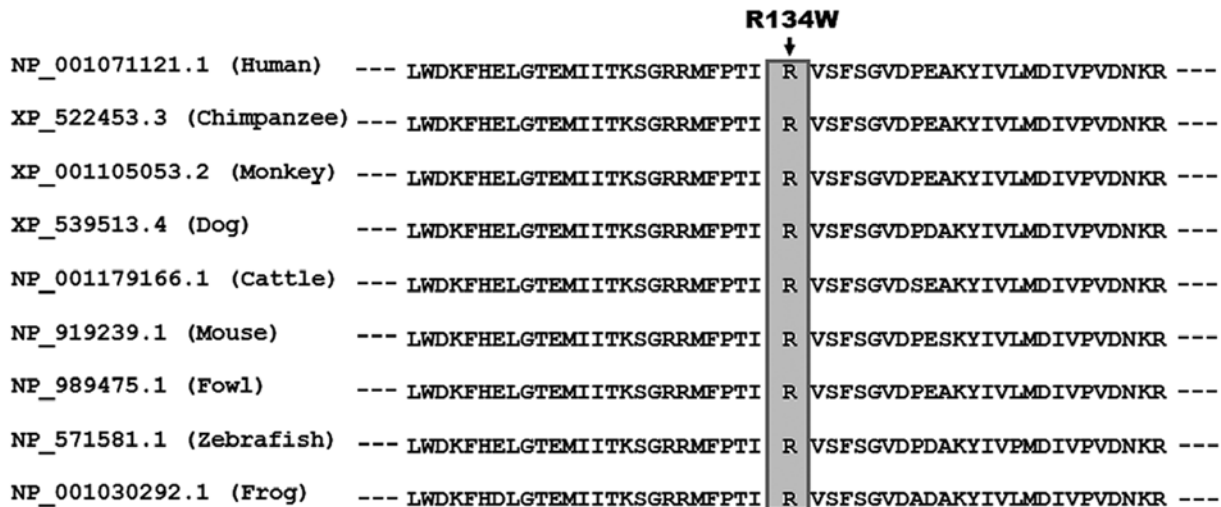 R134W
NP_001071121.1 (Human) --- LWDKFHELGTEMIITKSGRRMFPTI R VSFSGVDPEAKYIVLMDIVPVDNKR ---
XP_522453.3 (Chimpanzee) --- LWDKFHELGTEMIITKSGRRMFPTI R VSFSGVDPEAKYIVLMDIVPVDNKR ---
XP_001105053.2 (Monkey) --- LWDKFHELGTEMIITKSGRRMFPTI R VSFSGVDPEAKYIVLMDIVPVDNKR ---
XP_539513.4 (Dog) --- LWDKFHELGTEMIITKSGRRMFPTI R VSFSGVDPDAKYIVLMDIVPVDNKR ---
NP_001179166.1 (Cattle) --- LWDKFHELGTEMIITKSGRRMFPTI R VSFSGVDSEAKYIVLMDIVPVDNKR ---
NP_919239.1 (Mouse) --- LWDKFHELGTEMIITKSGRRMFPTI R VSFSGVDPESKYIVLMDIVPVDNKR ---
NP_989475.1 (Fowl) --- LWDKFHELGTEMIITKSGRRMFPTI R VSFSGVDPEAKYIVLMDIVPVDNKR ---
NP_571581.1 (Zebrafish) --- LWDKFHELGTEMIITKSGRRMFPTI R VSFSGVDPDAKYIVPMDIVPVDNKR ---
NP_001030292.1 (Frog) --- LWDKFHDLGTEMIITKSGRRMFPTI R VSFSGVDADAKYIVLMDIVPVDNKR ---